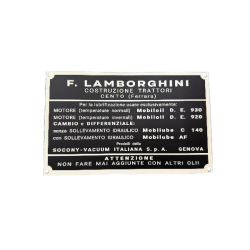 F. LAMBORGHINI
COSTRUZIONE TRATTORI
CENTO (Ferrara)
Per la lubrificazione usare esclusivamente:
MOTORE (temperature normali) Mobiloil D. E. 930
MOTORE (temperature invernali) Mobiloil D. E. 920
CAMBIO e DIFFERENZIALE:
senza SOLLEVAMENTO IDRAULICO Mobilube C 140
con SOLLEVAMENTO IDRAULICO Mobilube AF
Prodotti della
SOCONY-VACUUM ITALIANA S.p.A. GENOVA
ATTENZIONE
NON FARE MAI AGGIUNTE CON ALTRI OLII